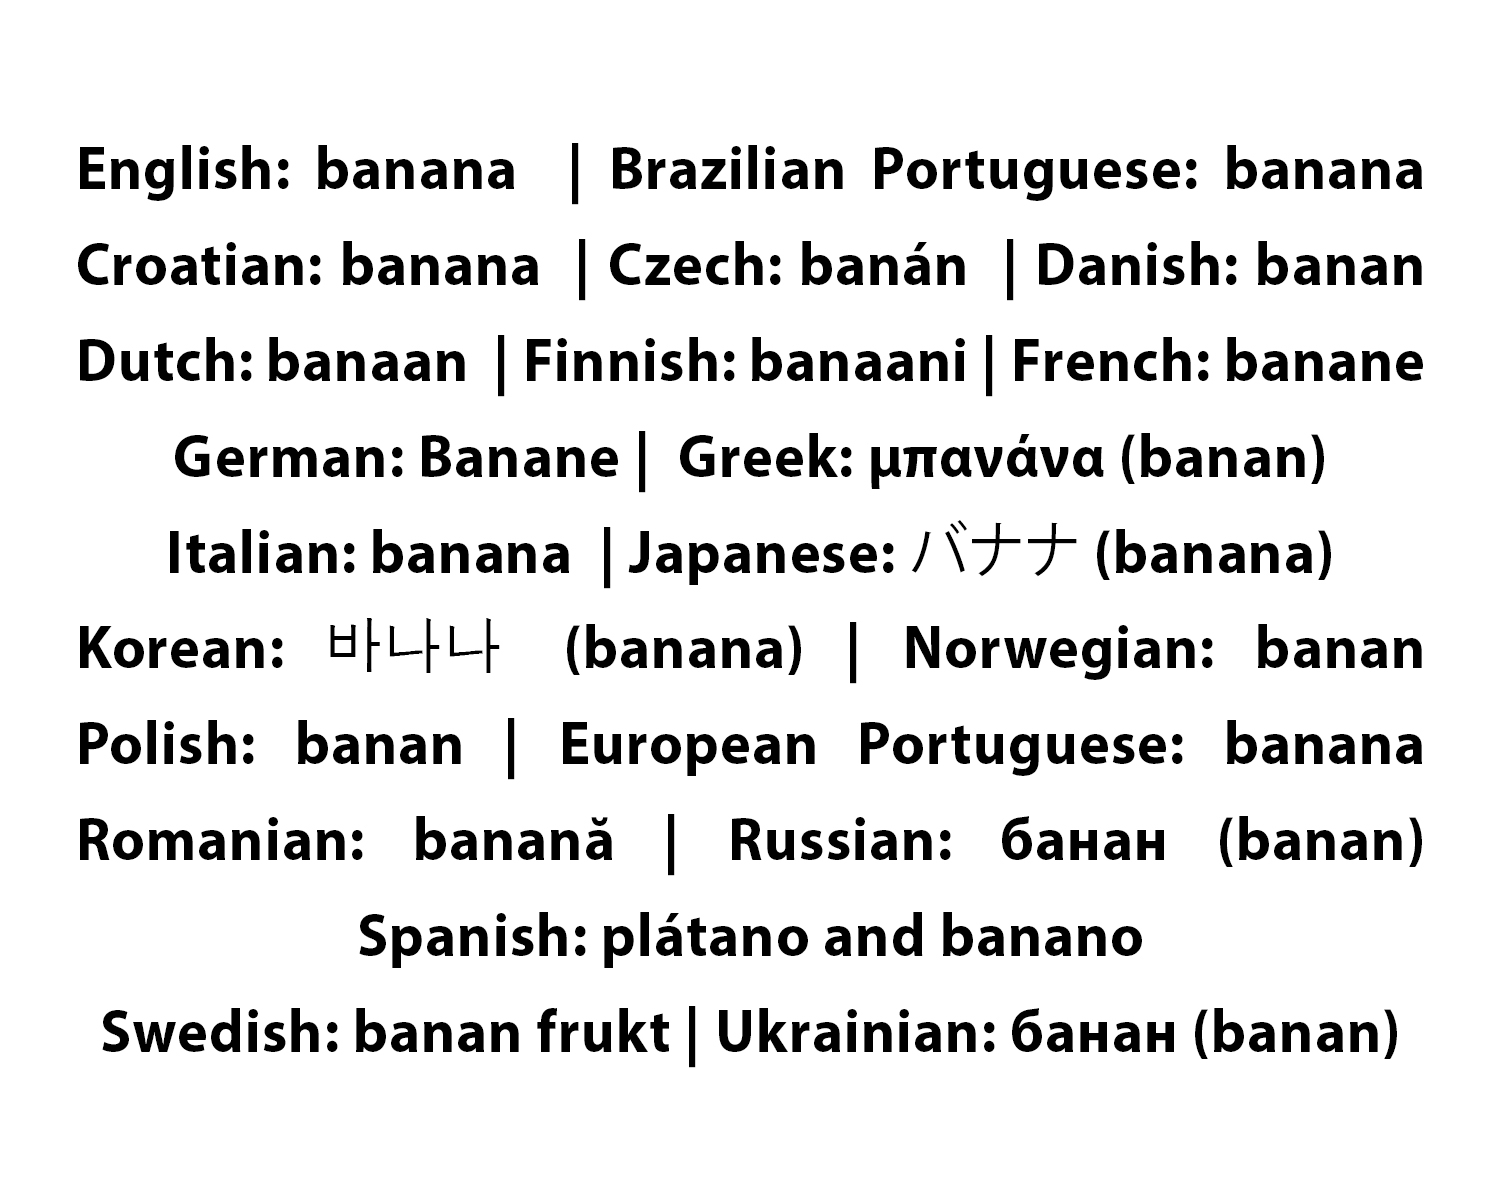 English: banana | Brazilian Portuguese: banana
Croatian: banana | Czech: banán | Danish: banan
Dutch: banaan | Finnish: banaani | French: banane
German: Banane | Greek: μπανάνα (banan)
Italian: banana | Japanese: バナナ (banana)
Korean: 바나나 (banana) | Norwegian: banan
Polish: banan | European Portuguese: banana
Romanian: banană | Russian: банан (banan)
Spanish: plátano and banano
Swedish: banan frukt | Ukrainian: банан (banan)